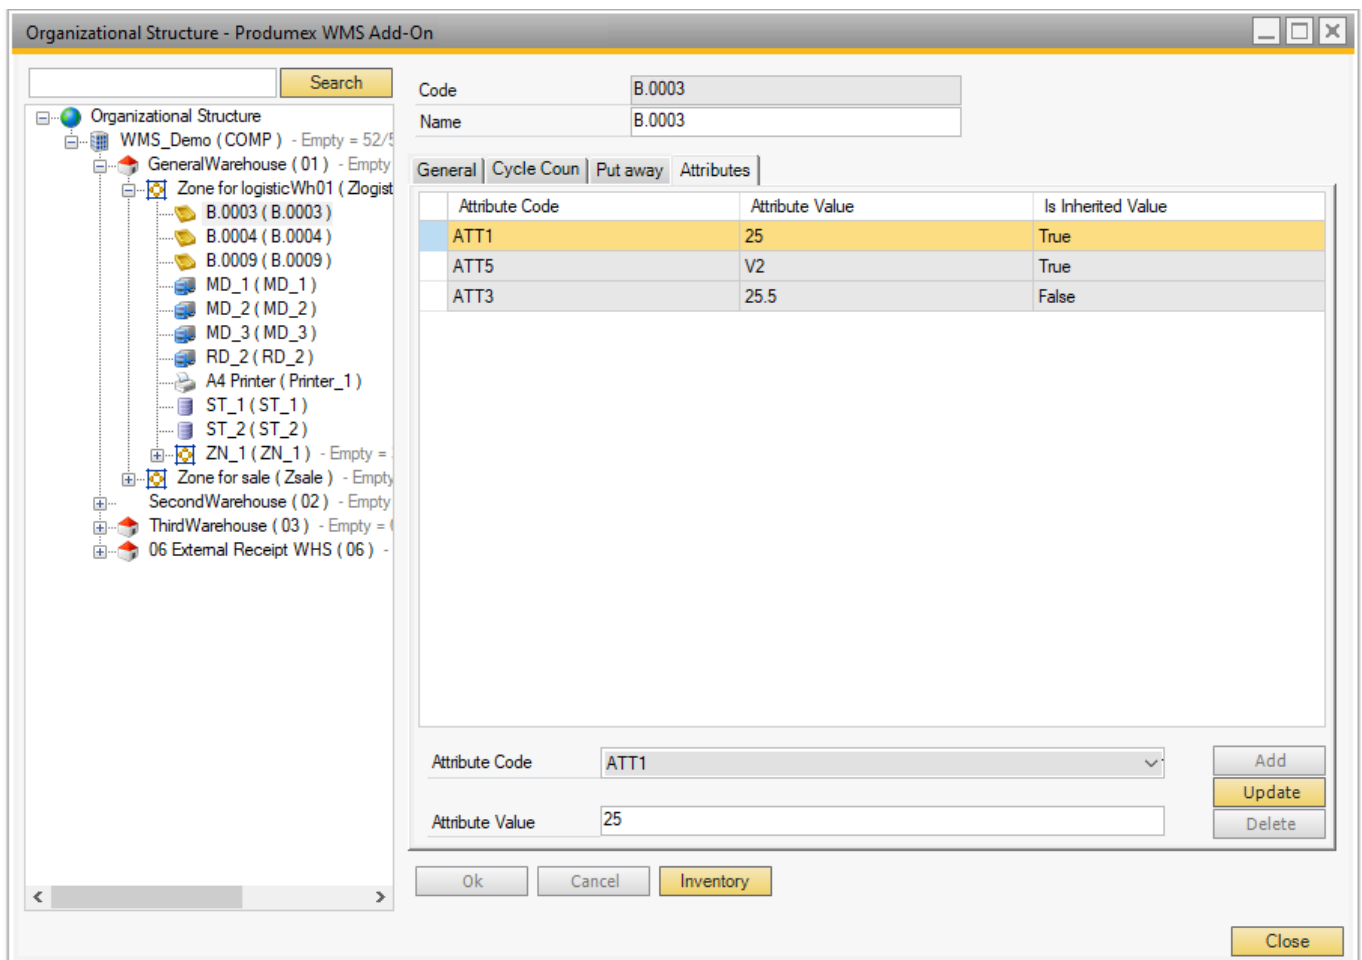 Organizational Structure - Produmex WMS Add-On
Search
Code B.0003
Name B.0003
Organizational Structure
WMS_Demo ( COMP ) - Empty = 52/5
GeneralWarehouse ( 01 ) - Empty
Zone for logisticWh01 ( Zlogist
B.0003 ( B.0003 )
B.0004 ( B.0004 )
B.0009 ( B.0009 )
MD_1 ( MD_1 )
MD_2 ( MD_2 )
MD_3 ( MD_3 )
RD_2 ( RD_2 )
A4 Printer ( Printer_1 )
ST_1 ( ST_1 )
ST_2 ( ST_2 )
ZN_1 ( ZN_1 ) - Empty =
Zone for sale ( Zsale ) - Empty
SecondWarehouse ( 02 ) - Empty
ThirdWarehouse ( 03 ) - Empty =
06 External Receipt WHS ( 06 ) -
General Cycle Coun Put away Attributes
Attribute Code Attribute Value Is Inherited Value
ATT1 25 True
ATT5 V2 True
ATT3 25.5 False
Attribute Code ATT1
Attribute Value 25
Add
Update
Delete
Ok Cancel Inventory
Close